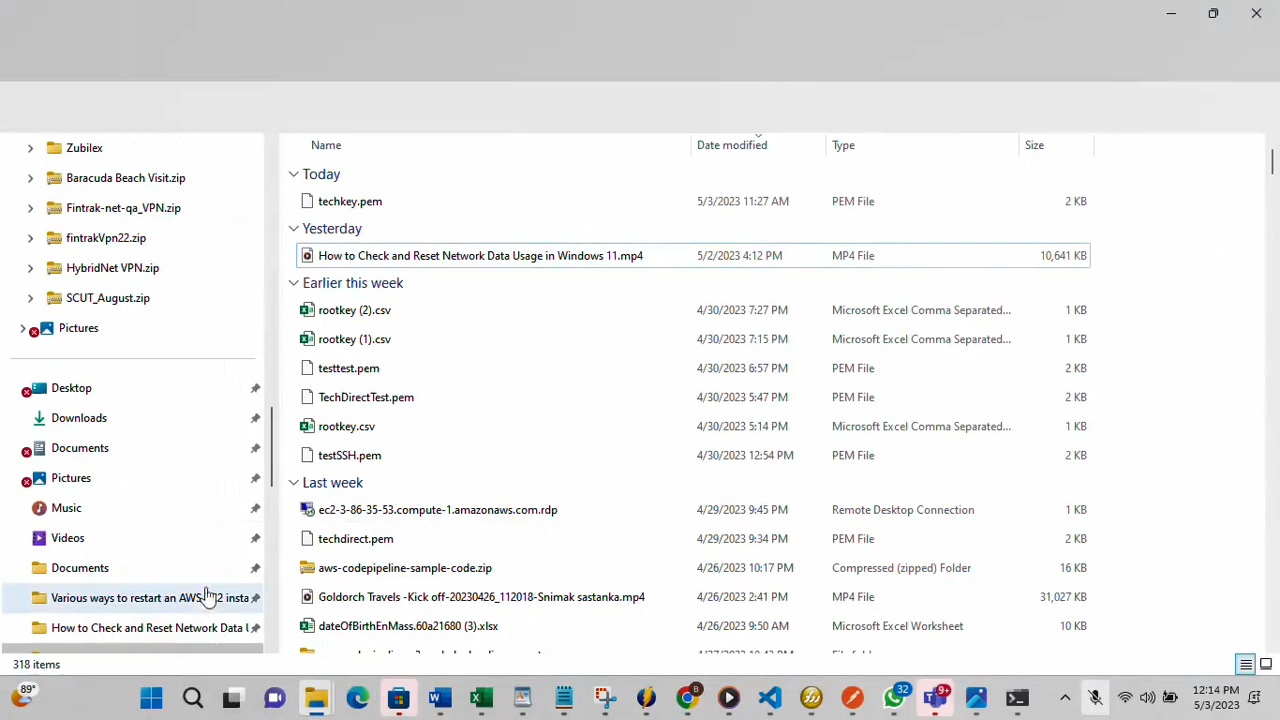 Zubilex
Baracuda Beach Visit.zip
Fintrak-net-qa_VPN.zip
fintrakVpn22.zip
HybridNet VPN.zip
SCUT_August.zip
Pictures
Desktop
Downloads
Documents
Pictures
Music
Videos
Documents
Various ways to restart an AWS 2 insta
How to Check and Reset Network Data U
Name Date modified Type Size
Today
techkey.pem 5/3/2023 11:27 AM PEM File 2 KB
Yesterday
How to Check and Reset Network Data Usage in Windows 11.mp4 5/2/2023 4:12 PM MP4 File 10,641 KB
Earlier this week
rootkey (2).csv 4/30/2023 7:27 PM Microsoft Excel Comma Separated... 1 KB
rootkey (1).csv 4/30/2023 7:15 PM Microsoft Excel Comma Separated... 1 KB
testtest.pem 4/30/2023 6:57 PM PEM File 2 KB
TechDirectTest.pem 4/30/2023 5:47 PM PEM File 2 KB
rootkey.csv 4/30/2023 5:14 PM Microsoft Excel Comma Separated... 1 KB
testSSH.pem 4/30/2023 12:54 PM PEM File 2 KB
Last week
ec2-3-86-35-53.compute-1.amazonaws.com.rdp 4/29/2023 9:45 PM Remote Desktop Connection 1 KB
techdirect.pem 4/29/2023 9:34 PM PEM File 2 KB
aws-codepipeline-sample-code.zip 4/26/2023 10:17 PM Compressed (zipped) Folder 16 KB
Goldorch Travels -Kick off-20230426_112018-Snimak sastanka.mp4 4/26/2023 2:41 PM MP4 File 31,027 KB
dateOfBirthEnMass.60a21680 (3).xlsx 4/26/2023 9:50 AM Microsoft Excel Worksheet 10 KB
318 items
89°
32
9+
12:14 PM
5/3/2023